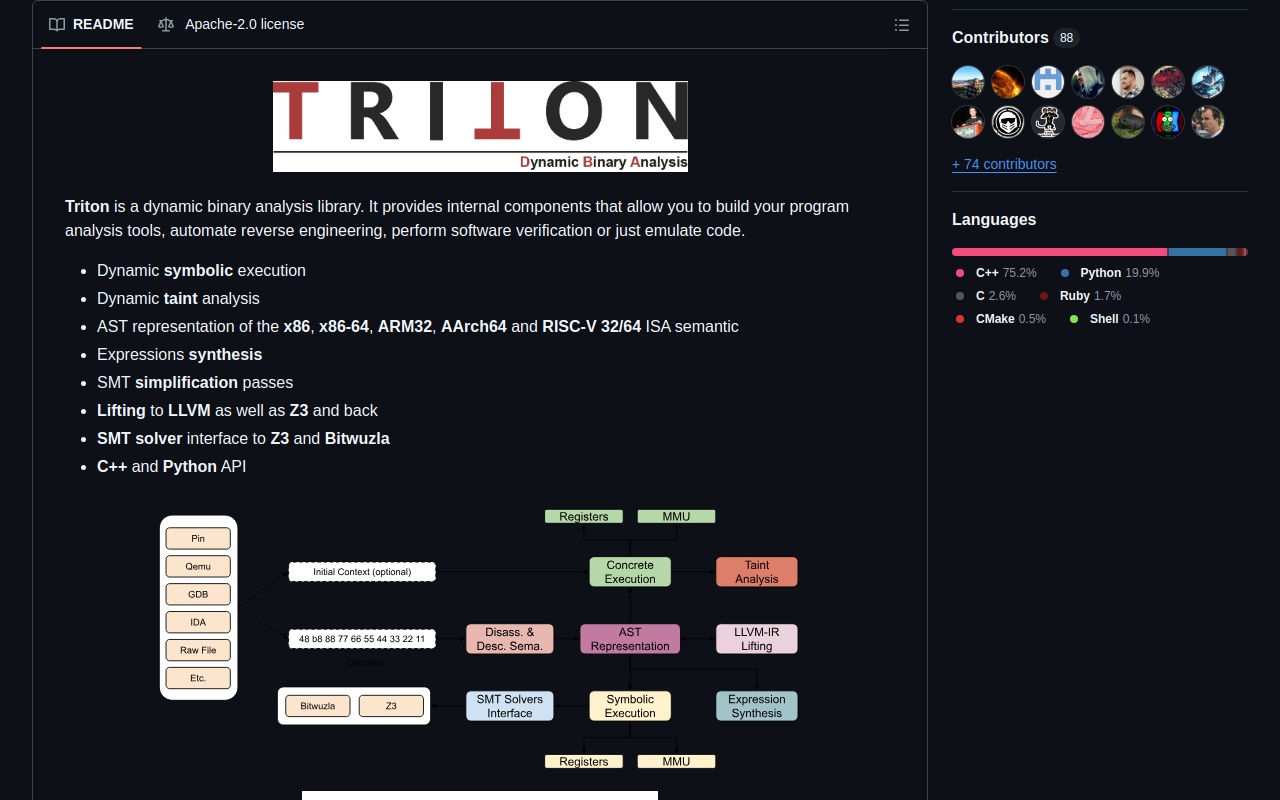 README
Apache-2.0 license
TRITON
Dynamic Binary Analysis
Triton is a dynamic binary analysis library. It provides internal components that allow you to build your program
analysis tools, automate reverse engineering, perform software verification or just emulate code.
Dynamic symbolic execution
Dynamic taint analysis
AST representation of the x86, x86-64, ARM32, AArch64 and RISC-V 32/64 ISA semantic
Expressions synthesis
SMT simplification passes
Lifting to LLVM as well as Z3 and back
SMT solver interface to Z3 and Bitwuzla
C++ and Python API
Pin
Qemu
GDB
IDA
Raw File
Etc.
Initial Context (optional)
48 b8 88 77 66 55 44 33 22 11
Opcodes
Bitwuzla
Z3
Disass. &
Desc. Sema.
SMT Solvers
Interface
Registers
MMU
Concrete
Execution
AST
Representation
Symbolic
Execution
Registers
MMU
Taint
Analysis
LLVM-IR
Lifting
Expression
Synthesis
Contributors 88
+ 74 contributors
Languages
C++ 75.2%
Python 19.9%
C 2.6%
Ruby 1.7%
CMake 0.5%
Shell 0.1%